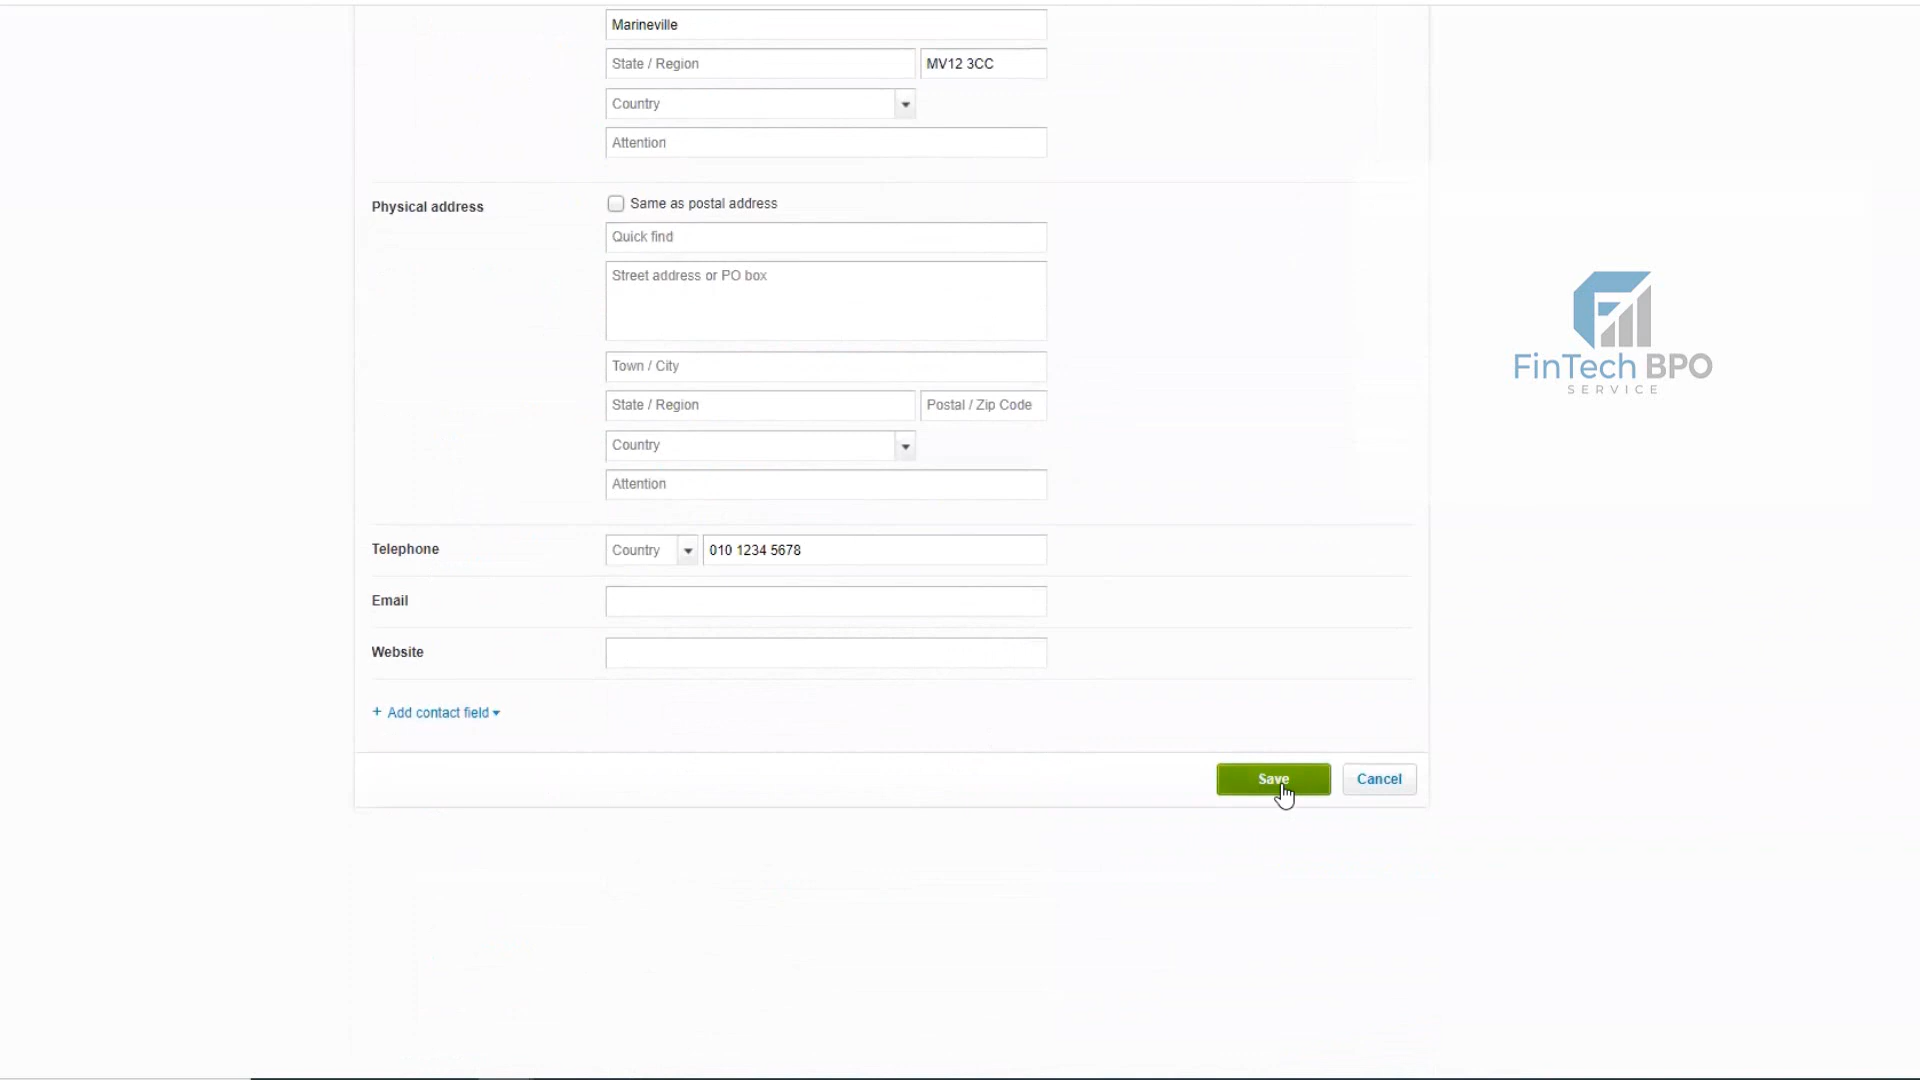 Marineville
State / Region MV12 3CC
Country
Attention
Physical address Same as postal address
Quick find
Street address or PO box
Town / City
State / Region Postal / Zip Code
Country
Attention
Telephone Country 010 1234 5678
Email
Website
+ Add contact field
Save Cancel
FinTech BPO
SERVICE